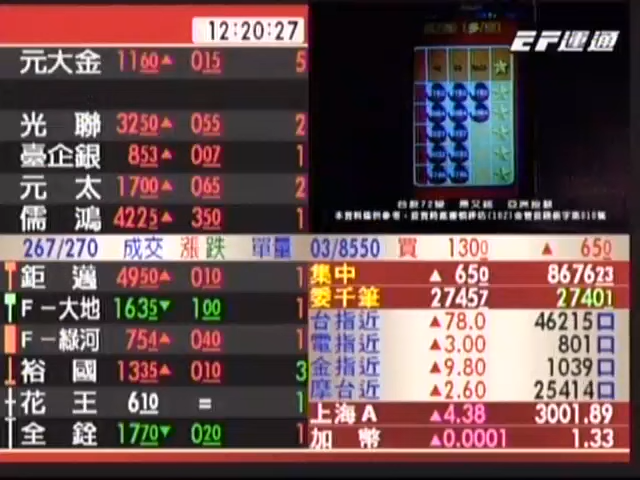 12:20:27
EF運通
元大金 1160▲ 015 5
光聯 3250▲ 055 2
臺企銀 853▲ 007 1
元太 1700▲ 065 2
儒鴻 4225▲ 350 1
267/270 成交 漲跌 單量 03/8550 買 1300 ▲ 650
鉅邁 4950▲ 010 1
F-大地 1635▼ 100 1
F-綠河 754▲ 040 1
裕國 1335▲ 010 3
花王 610 = 1
全銓 1770▼ 020 1
集中 ▲ 650 867623
委千筆 27457 27401
台指近 ▲78.0 46215口
電指近 ▲3.00 801口
金指近 ▲9.80 1039口
摩台近 ▲2.60 25414口
上海A ▲4.38 3001.89
加幣 ▲0.0001 1.33